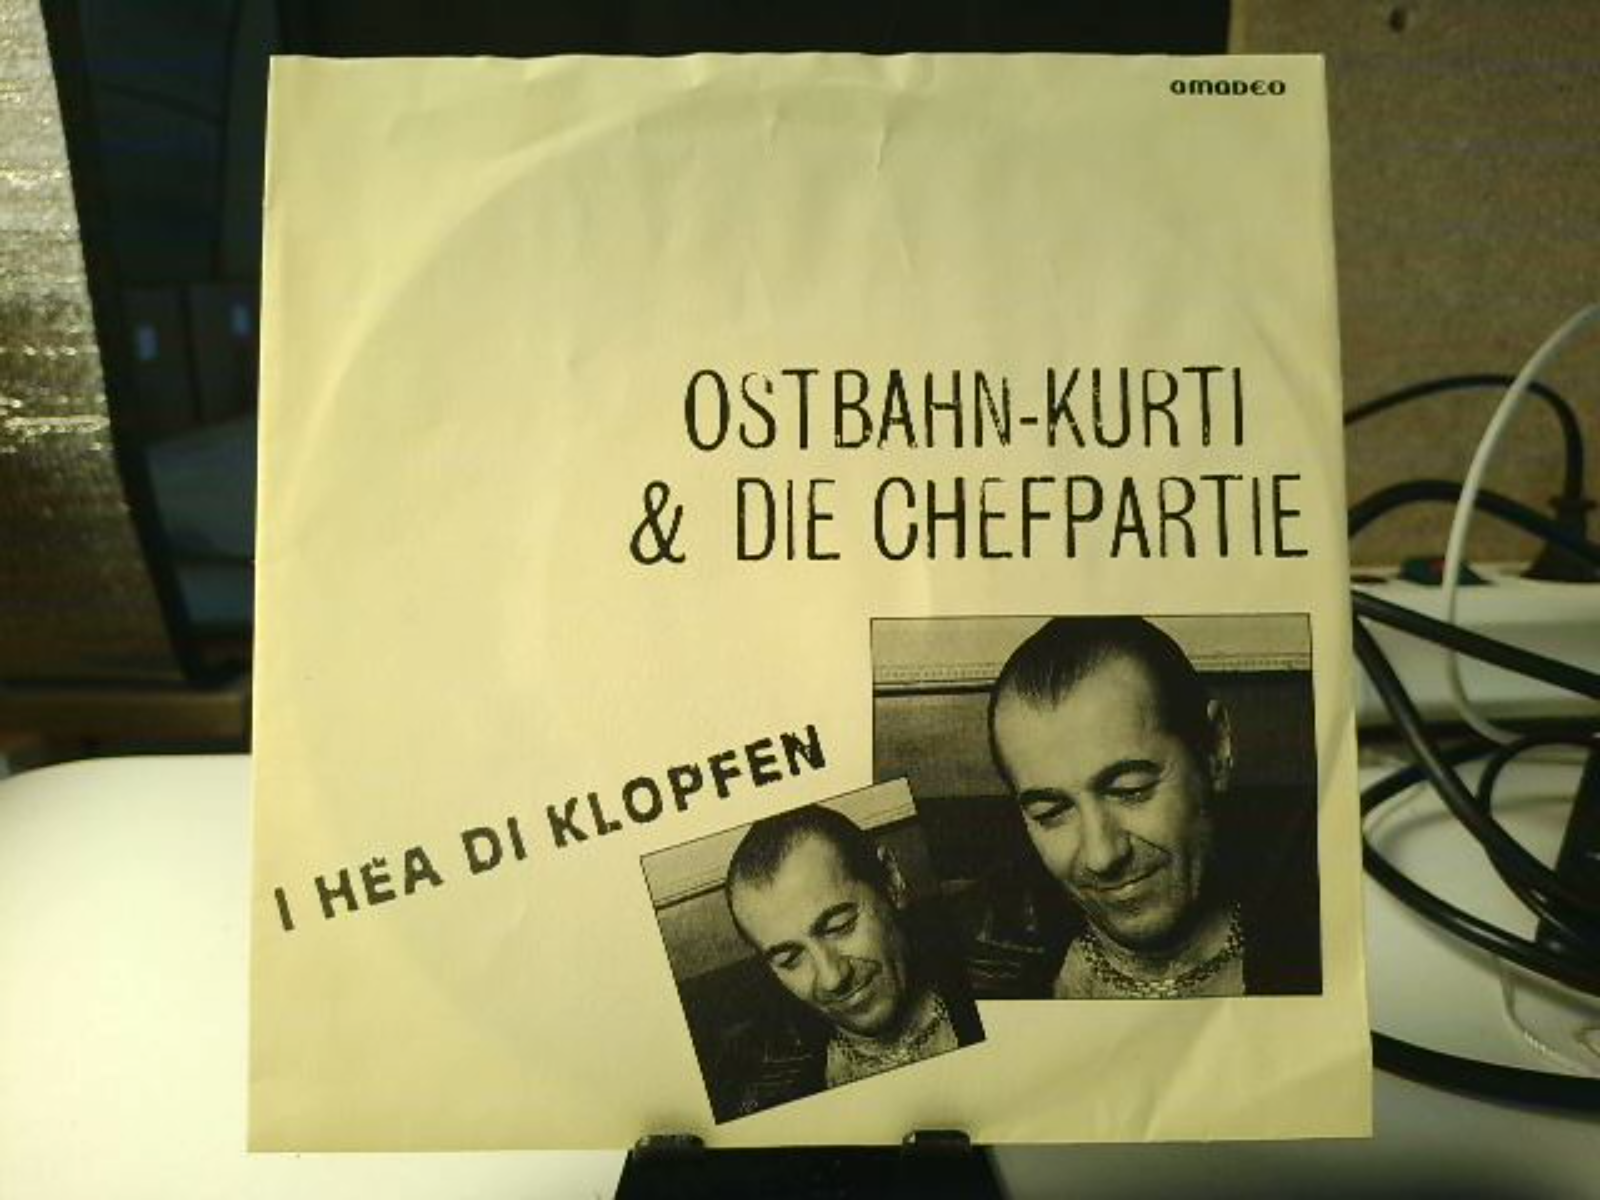 amadeo
OSTBAHN-KURTI
& DIE CHEFPARTIE
I HËA DI KLOPFEN